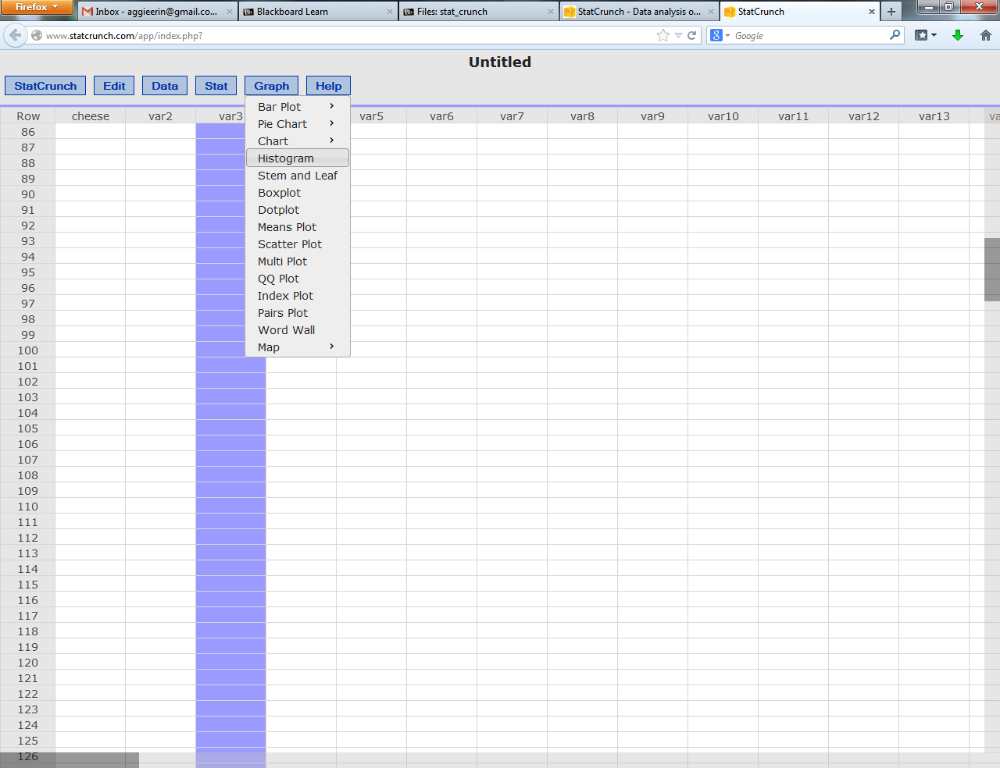 Firefox
Inbox - aggieerin@gmail.co... Blackboard Learn Files: stat_crunch StatCrunch - Data analysis o... StatCrunch
www.statcrunch.com/app/index.php? Google
Untitled
StatCrunch Edit Data Stat Graph Help
Row cheese var2 var3 var5 var6 var7 var8 var9 var10 var11 var12 var13 va
Bar Plot
Pie Chart
Chart
Histogram
Stem and Leaf
Boxplot
Dotplot
Means Plot
Scatter Plot
Multi Plot
QQ Plot
Index Plot
Pairs Plot
Word Wall
Map
86
87
88
89
90
91
92
93
94
95
96
97
98
99
100
101
102
103
104
105
106
107
108
109
110
111
112
113
114
115
116
117
118
119
120
121
122
123
124
125
126